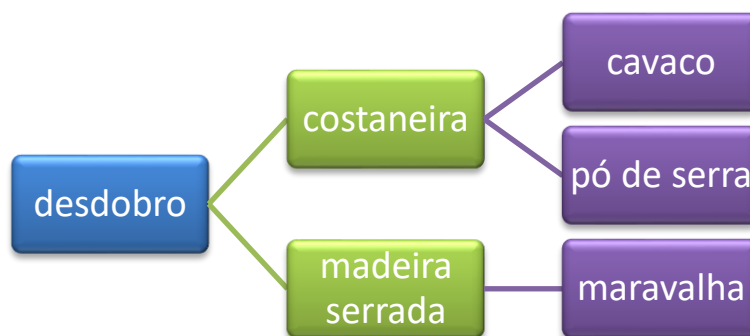 desdobro
costaneira
cavaco
pó de serra
madeira
serrada
maravalha